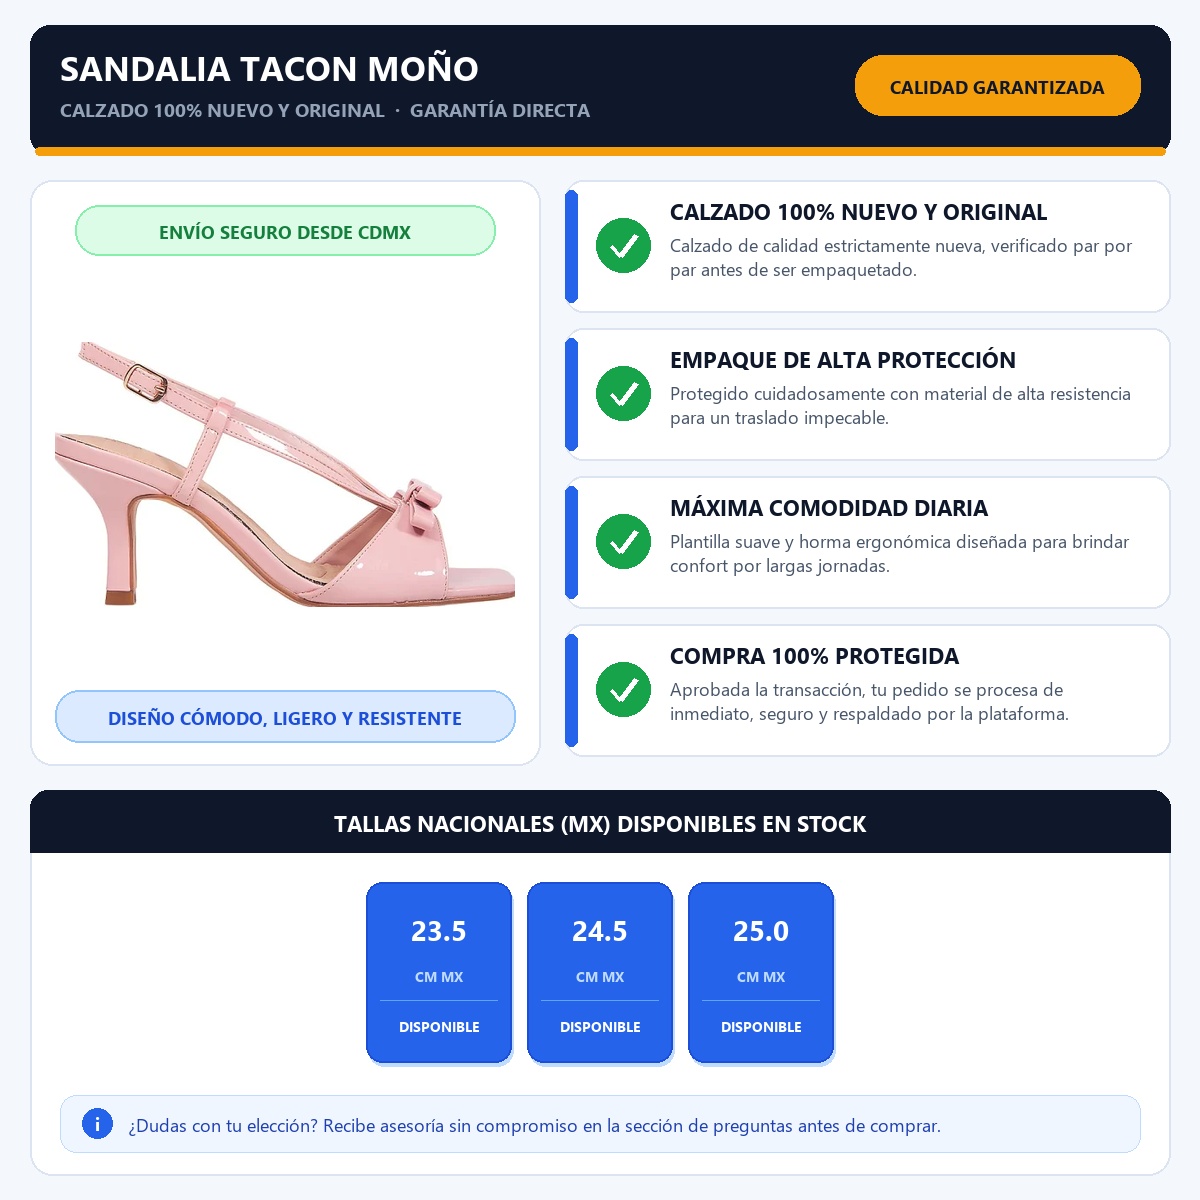 SANDALIA TACON MOÑO
CALZADO 100% NUEVO Y ORIGINAL · GARANTÍA DIRECTA
CALIDAD GARANTIZADA
ENVÍO SEGURO DESDE CDMX
DISEÑO CÓMODO, LIGERO Y RESISTENTE
CALZADO 100% NUEVO Y ORIGINAL
Calzado de calidad estrictamente nueva, verificado par por
par antes de ser empaquetado.
EMPAQUE DE ALTA PROTECCIÓN
Protegido cuidadosamente con material de alta resistencia
para un traslado impecable.
MÁXIMA COMODIDAD DIARIA
Plantilla suave y horma ergonómica diseñada para brindar
confort por largas jornadas.
COMPRA 100% PROTEGIDA
Aprobada la transacción, tu pedido se procesa de
inmediato, seguro y respaldado por la plataforma.
TALLAS NACIONALES (MX) DISPONIBLES EN STOCK
23.5
CM MX
DISPONIBLE
24.5
CM MX
DISPONIBLE
25.0
CM MX
DISPONIBLE
¿Dudas con tu elección? Recibe asesoría sin compromiso en la sección de preguntas antes de comprar.